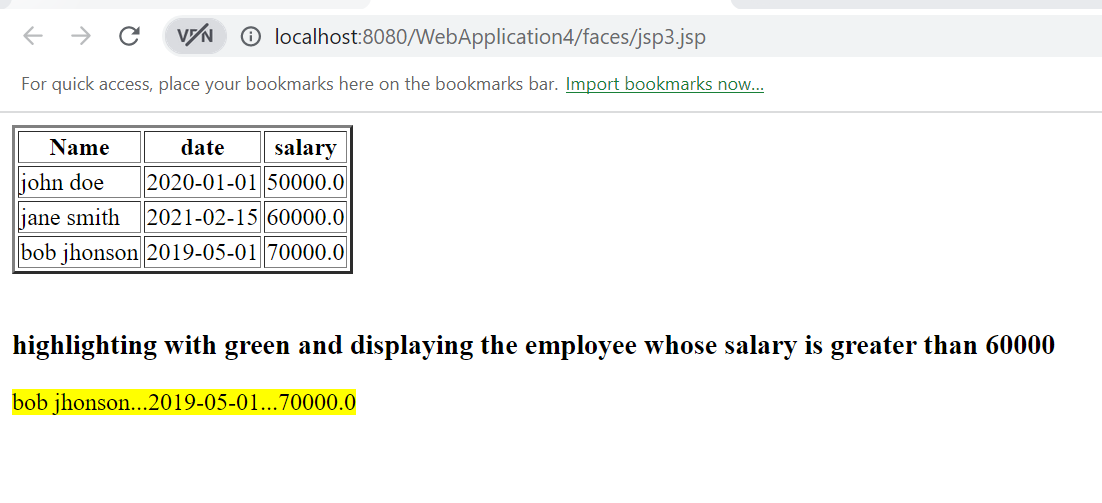 VPN localhost:8080/WebApplication4/faces/jsp3.jsp
For quick access, place your bookmarks here on the bookmarks bar. Import bookmarks now...
Name date salary
john doe 2020-01-01 50000.0
jane smith 2021-02-15 60000.0
bob jhonson 2019-05-01 70000.0
highlighting with green and displaying the employee whose salary is greater than 60000
bob jhonson...2019-05-01...70000.0